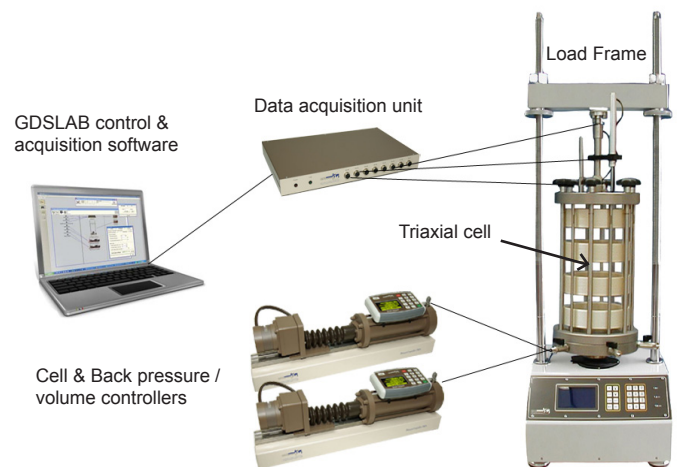 Load Frame
Data acquisition unit
GDSLAB control &
acquisition software
Triaxial cell
Cell & Back pressure /
volume controllers